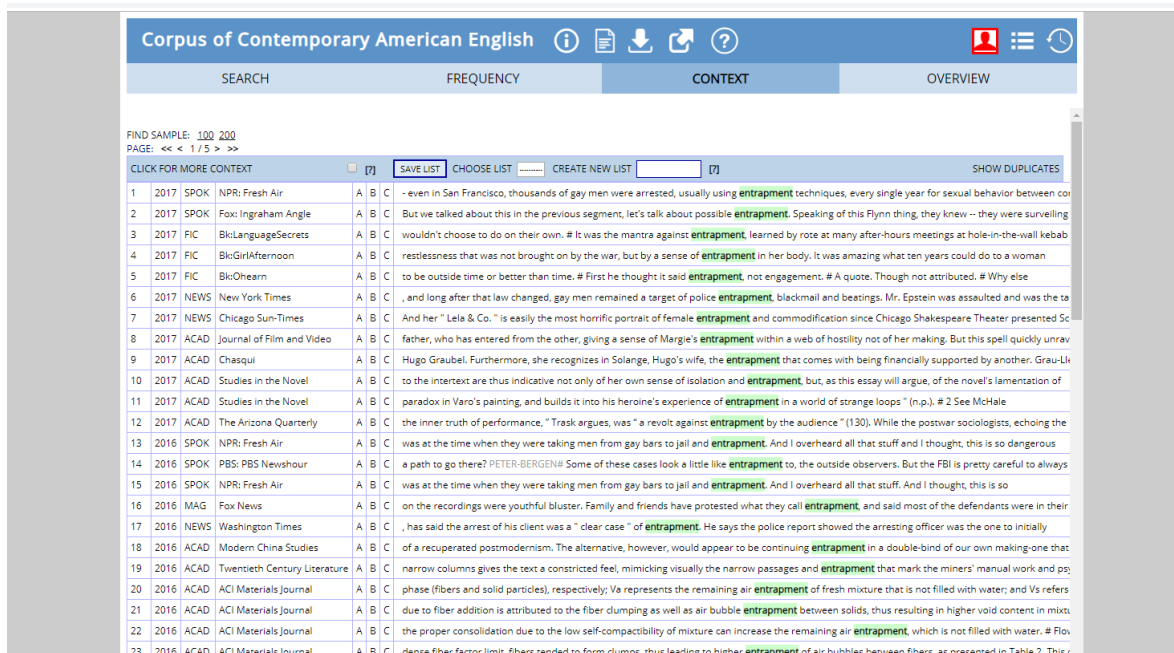 Corpus of Contemporary American English
SEARCH FREQUENCY CONTEXT OVERVIEW
FIND SAMPLE: 100 200
PAGE: << < 1 / 5 > >>
CLICK FOR MORE CONTEXT [?] SAVE LIST CHOOSE LIST ---------- CREATE NEW LIST [?] SHOW DUPLICATES
1 2017 SPOK NPR: Fresh Air A B C - even in San Francisco, thousands of gay men were arrested, usually using entrapment techniques, every single year for sexual behavior between
2 2017 SPOK Fox: Ingraham Angle A B C But we talked about this in the previous segment, let's talk about possible entrapment. Speaking of this Flynn thing, they knew -- they were surveiling
3 2017 FIC Bk:LanguageSecrets A B C wouldn't choose to do on their own. # It was the mantra against entrapment, learned by rote at many after-hours meetings at hole-in-the-wall kebab
4 2017 FIC Bk:GirlAfternoon A B C restlessness that was not brought on by the war, but by a sense of entrapment in her body. It was amazing what ten years could do to a woman
5 2017 FIC Bk:Ohearn A B C to be outside time or better than time. # First he thought it said entrapment, not engagement. # A quote. Though not attributed. # Why else
6 2017 NEWS New York Times A B C , and long after that law changed, gay men remained a target of police entrapment, blackmail and beatings. Mr. Epstein was assaulted and was the ta
7 2017 NEWS Chicago Sun-Times A B C And her " Lela & Co. " is easily the most horrific portrait of female entrapment and commodification since Chicago Shakespeare Theater presented Sc
8 2017 ACAD Journal of Film and Video A B C father, who has entered from the other, giving a sense of Margie's entrapment within a web of hostility not of her making. But this spell quickly unrav
9 2017 ACAD Chasqui A B C Hugo Graubel. Furthermore, she recognizes in Solange, Hugo's wife, the entrapment that comes with being financially supported by another. Grau-Lle
10 2017 ACAD Studies in the Novel A B C to the intertext are thus indicative not only of her own sense of isolation and entrapment, but, as this essay will argue, of the novel's lamentation of
11 2017 ACAD Studies in the Novel A B C paradox in Varo's painting, and builds it into his heroine's experience of entrapment in a world of strange loops " (n.p.). # 2 See McHale
12 2017 ACAD The Arizona Quarterly A B C the inner truth of performance, " Trask argues, was " a revolt against entrapment by the audience " (130). While the postwar sociologists, echoing the
13 2016 SPOK NPR: Fresh Air A B C was at the time when they were taking men from gay bars to jail and entrapment. And I overheard all that stuff and I thought, this is so dangerous
14 2016 SPOK PBS: PBS Newshour A B C a path to go there? PETER-BERGEN# Some of these cases look a little like entrapment to, the outside observers. But the FBI is pretty careful to always
15 2016 SPOK NPR: Fresh Air A B C was at the time when they were taking men from gay bars to jail and entrapment. And I overheard all that stuff. And I thought, this is so
16 2016 MAG Fox News A B C on the recordings were youthful bluster. Family and friends have protested what they call entrapment, and said most of the defendants were in their
17 2016 NEWS Washington Times A B C , has said the arrest of his client was a " clear case " of entrapment. He says the police report showed the arresting officer was the one to initially
18 2016 ACAD Modern China Studies A B C of a recuperated postmodernism. The alternative, however, would appear to be continuing entrapment in a double-bind of our own making-one that
19 2016 ACAD Twentieth Century Literature A B C narrow columns gives the text a constricted feel, mimicking visually the narrow passages and entrapment that mark the miners' manual work and psy
20 2016 ACAD ACI Materials Journal A B C phase (fibers and solid particles), respectively; Va represents the remaining air entrapment of fresh mixture that is not filled with water; and Vs refers
21 2016 ACAD ACI Materials Journal A B C due to fiber addition is attributed to the fiber clumping as well as air bubble entrapment between solids, thus resulting in higher void content in mixtu
22 2016 ACAD ACI Materials Journal A B C the proper consolidation due to the low self-compactibility of mixture can increase the remaining air entrapment, which is not filled with water. # Flow
23 2016 ACAD ACI Materials Journal A B C dense fiber factor limit, fibers tended to form clumps, thus leading to higher entrapment of air bubbles between fibers, as presented in Table 2. This